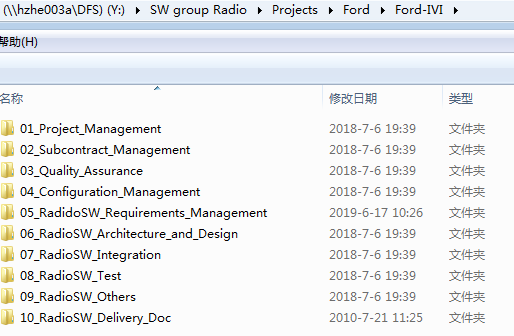 (\\hzhe003a\DFS) (Y:) ▸ SW group Radio ▸ Projects ▸ Ford ▸ Ford-IVI ▸
帮助(H)
名称 修改日期 类型
01_Project_Management 2018-7-6 19:39 文件夹
02_Subcontract_Management 2018-7-6 19:39 文件夹
03_Quality_Assurance 2018-7-6 19:39 文件夹
04_Configuration_Management 2018-7-6 19:39 文件夹
05_RadidoSW_Requirements_Management 2019-6-17 10:26 文件夹
06_RadioSW_Architecture_and_Design 2018-7-6 19:39 文件夹
07_RadioSW_Integration 2018-7-6 19:39 文件夹
08_RadioSW_Test 2018-7-6 19:39 文件夹
09_RadioSW_Others 2018-7-6 19:39 文件夹
10_RadioSW_Delivery_Doc 2010-7-21 11:25 文件夹